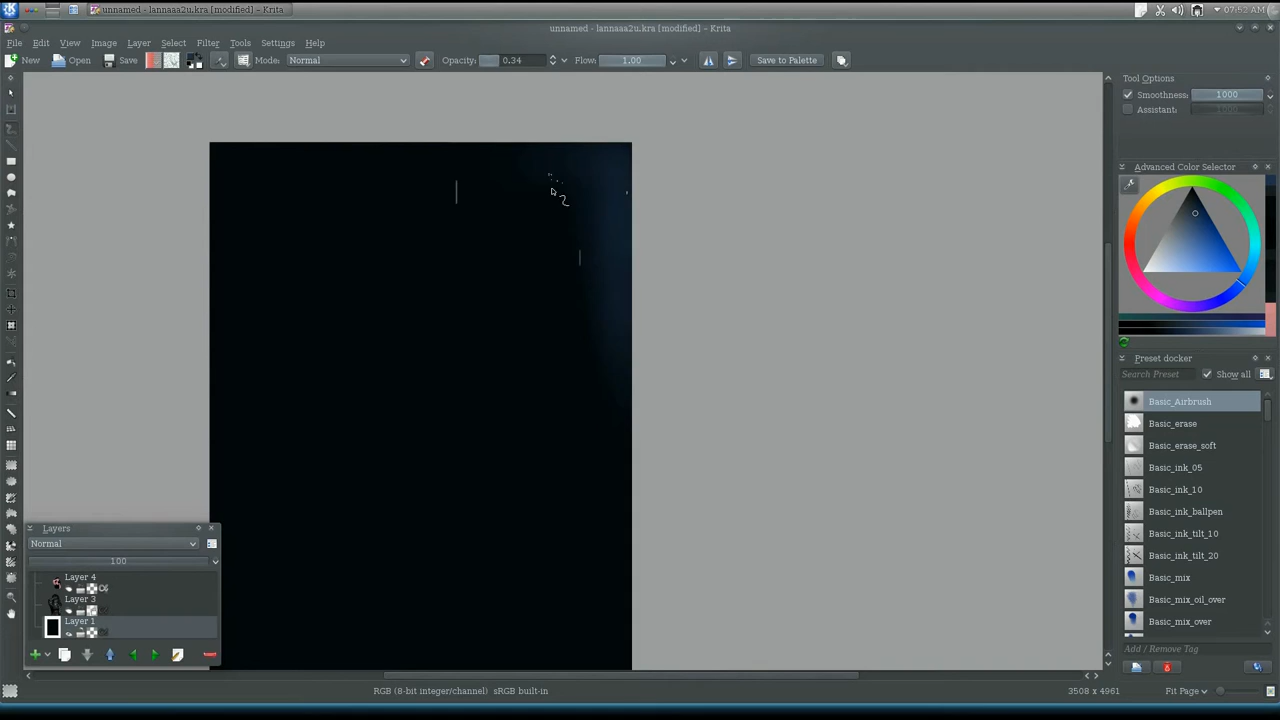 unnamed - lannaaa2u.kra [modified] – Krita
07:52 AM
unnamed - lannaaa2u.kra [modified] – Krita
File Edit View Image Layer Select Filter Tools Settings Help
New Open Save Mode: Normal Opacity: 0.34 Flow: 1.00 Save to Palette
Tool Options
Smoothness: 1000
Assistant: 1000
Advanced Color Selector
Preset docker
Search Preset Show all
Basic_Airbrush
Basic_erase
Basic_erase_soft
Basic_ink_05
Basic_ink_10
Basic_ink_ballpen
Basic_ink_tilt_10
Basic_ink_tilt_20
Basic_mix
Basic_mix_oil_over
Basic_mix_over
Add / Remove Tag
Layers
Normal
100
Layer 4
Layer 3
Layer 1
RGB (8-bit integer/channel) sRGB built-in
3508 x 4961
Fit Page